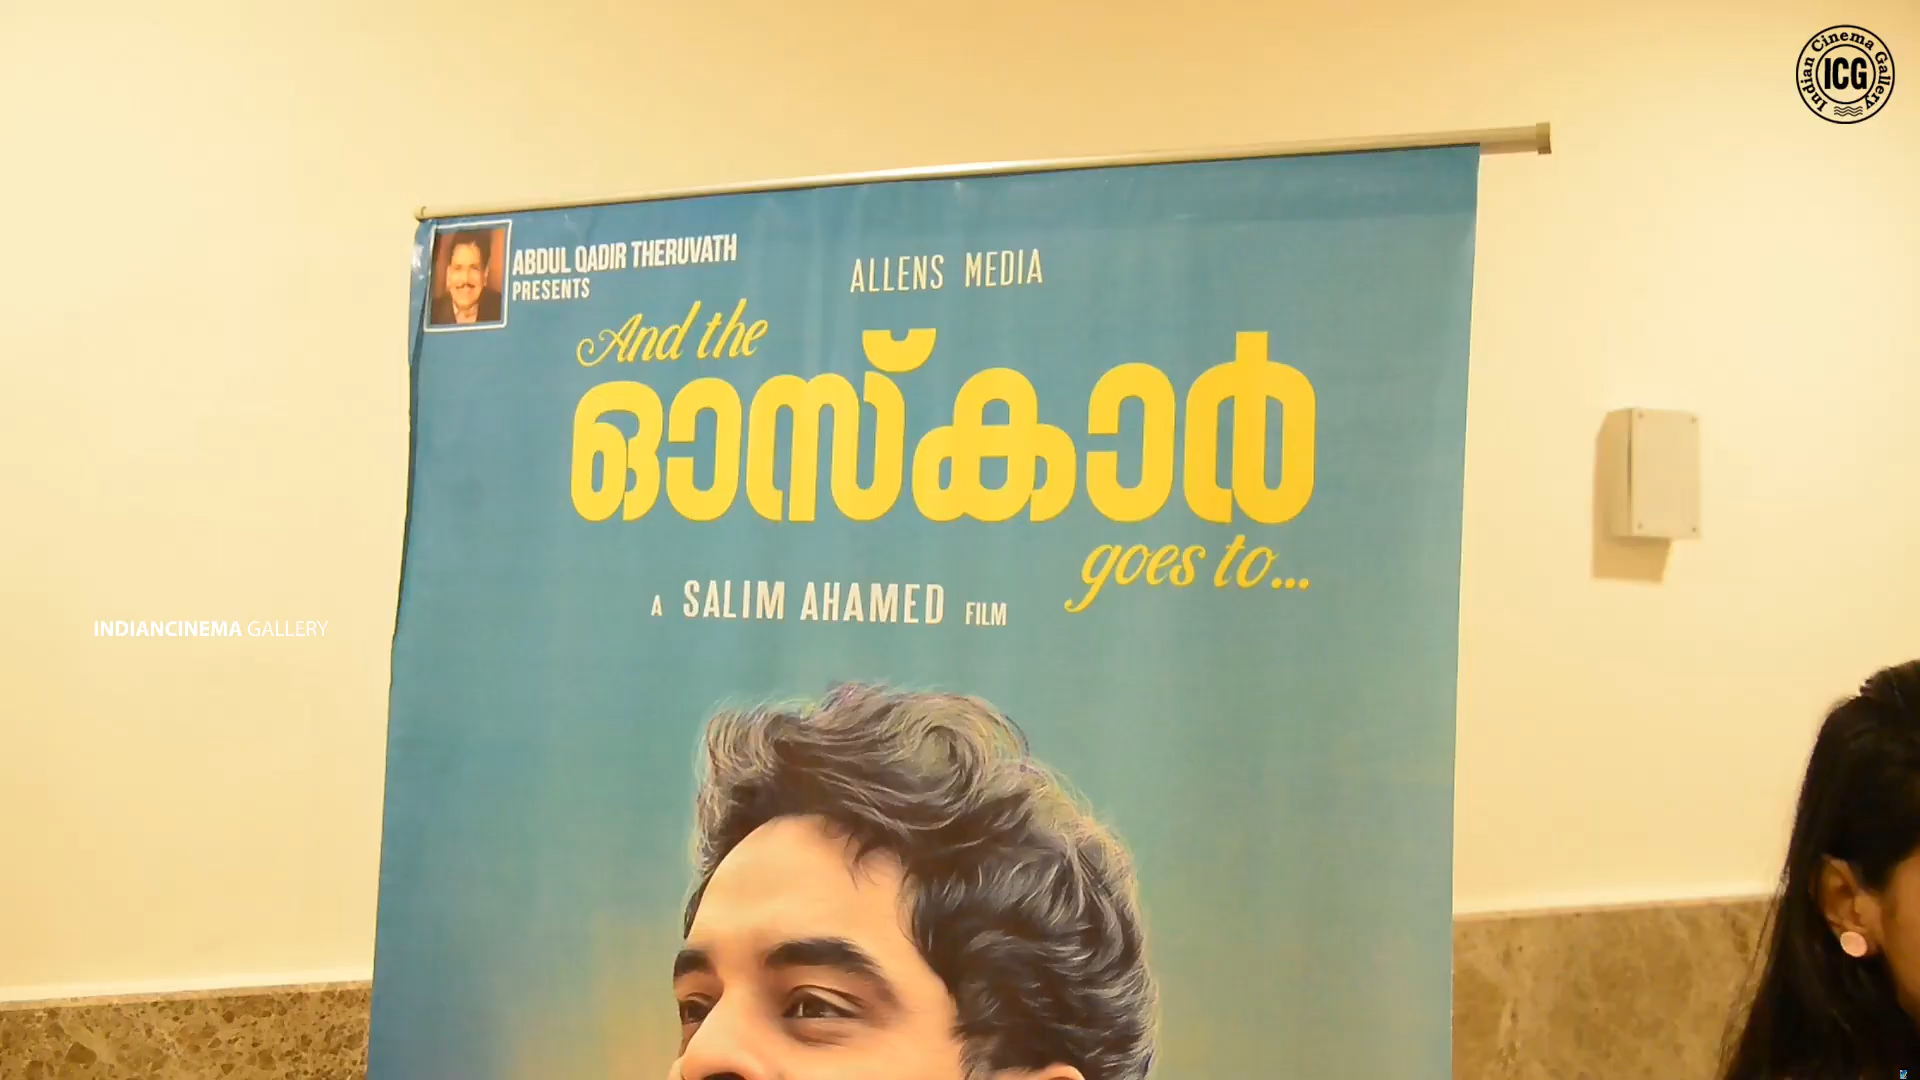 Indian Cinema Gallery
ICG
ABDUL QADIR THERUVATH
PRESENTS
ALLENS MEDIA
And the
ഓസ്കാർ
goes to...
A SALIM AHAMED FILM
INDIANCINEMA GALLERY